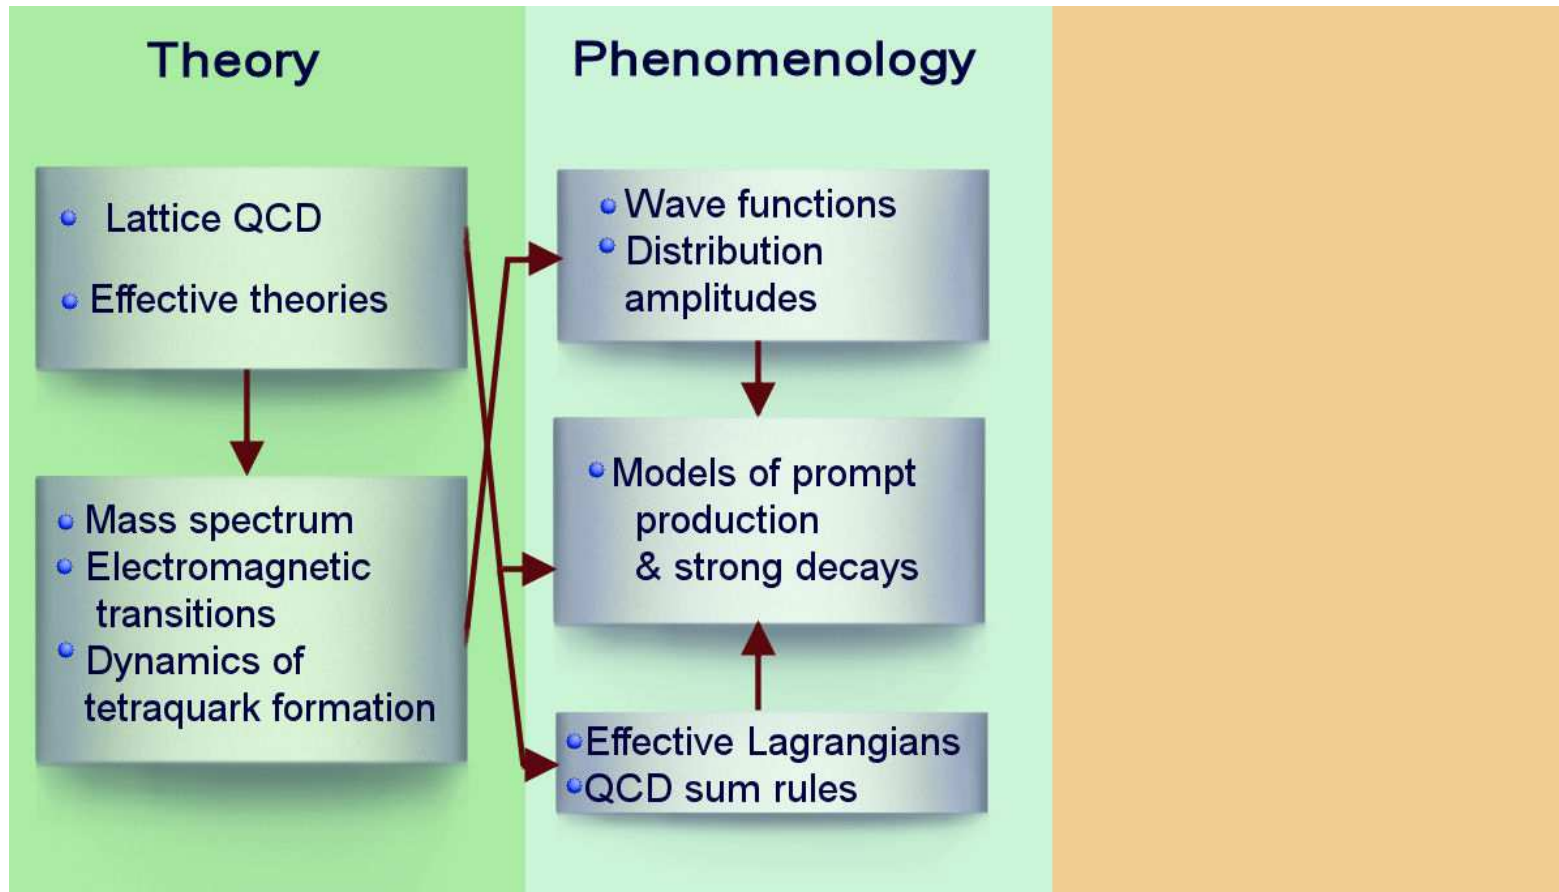 Theory
Lattice QCD
Effective theories
Mass spectrum
Electromagnetic
transitions
Dynamics of
tetraquark formation
Phenomenology
Wave functions
Distribution
amplitudes
Models of prompt
production
& strong decays
Effective Lagrangians
QCD sum rules